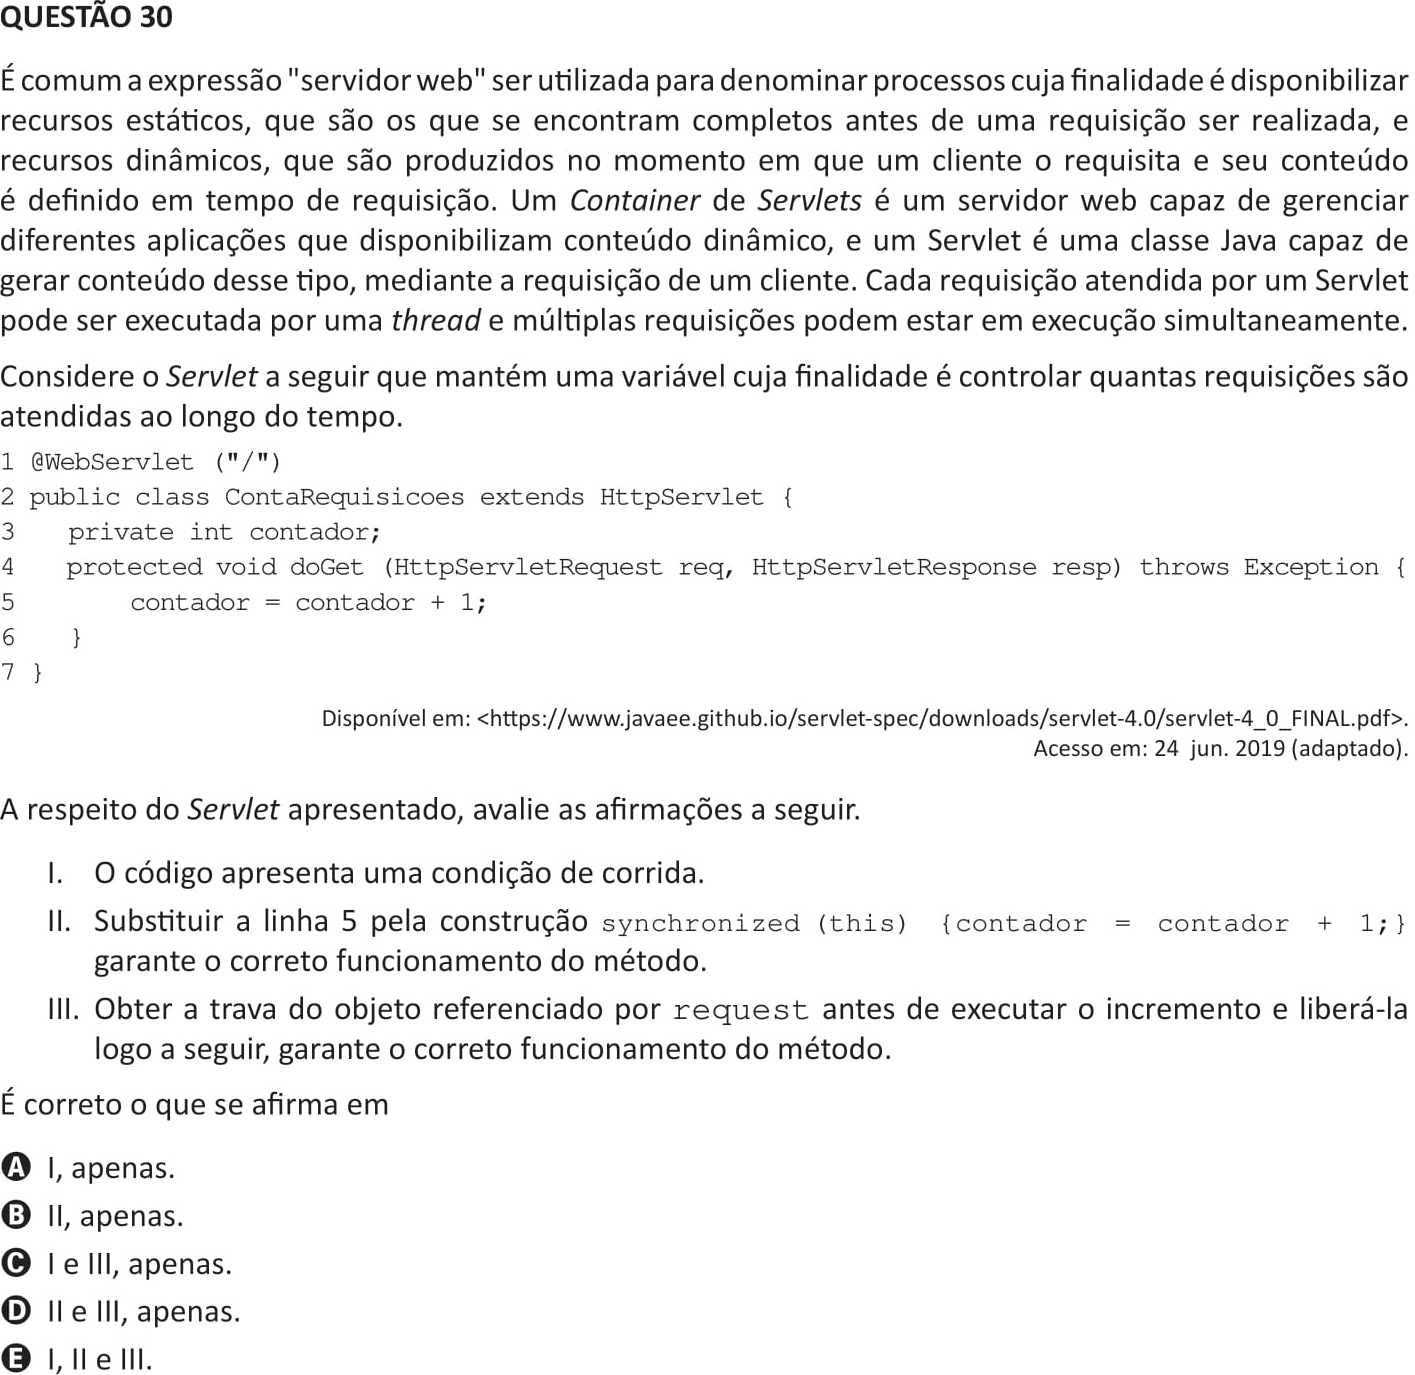 QUESTÃO 30
É comum a expressão "servidor web" ser utilizada para denominar processos cuja finalidade é disponibilizar
recursos estáticos, que são os que se encontram completos antes de uma requisição ser realizada, e
recursos dinâmicos, que são produzidos no momento em que um cliente o requisita e seu conteúdo
é definido em tempo de requisição. Um Container de Servlets é um servidor web capaz de gerenciar
diferentes aplicações que disponibilizam conteúdo dinâmico, e um Servlet é uma classe Java capaz de
gerar conteúdo desse tipo, mediante a requisição de um cliente. Cada requisição atendida por um Servlet
pode ser executada por uma thread e múltiplas requisições podem estar em execução simultaneamente.
Considere o Servlet a seguir que mantém uma variável cuja finalidade é controlar quantas requisições são
atendidas ao longo do tempo.
1 @WebServlet ("/")
2 public class ContaRequisicoes extends HttpServlet {
3 private int contador;
4 protected void doGet (HttpServletRequest req, HttpServletResponse resp) throws Exception {
5 contador = contador + 1;
6 }
7 }
Disponível em: <https://www.javaee.github.io/servlet-spec/downloads/servlet-4.0/servlet-4_0_FINAL.pdf>.
Acesso em: 24 jun. 2019 (adaptado).
A respeito do Servlet apresentado, avalie as afirmações a seguir.
I. O código apresenta uma condição de corrida.
II. Substituir a linha 5 pela construção synchronized (this) {contador = contador + 1;}
garante o correto funcionamento do método.
III. Obter a trava do objeto referenciado por request antes de executar o incremento e liberá-la
logo a seguir, garante o correto funcionamento do método.
É correto o que se afirma em
A I, apenas.
B II, apenas.
C I e III, apenas.
D II e III, apenas.
E I, II e III.